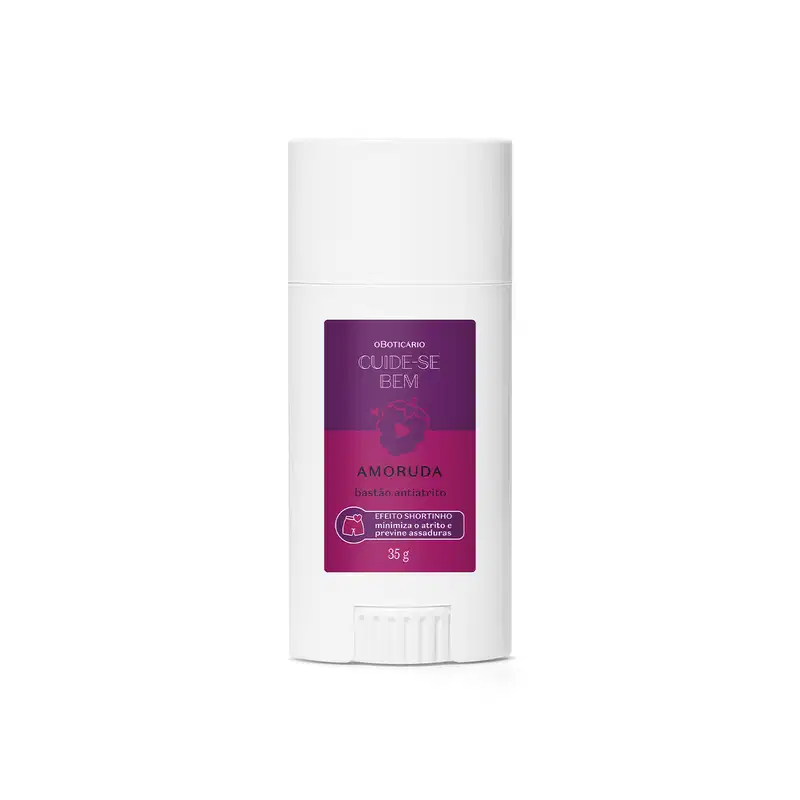 oBoticário
CUIDE-SE
BEM
AMORUDA
bastão antiatrito
EFEITO SHORTINHO
minimiza o atrito e
previne assaduras
35 g